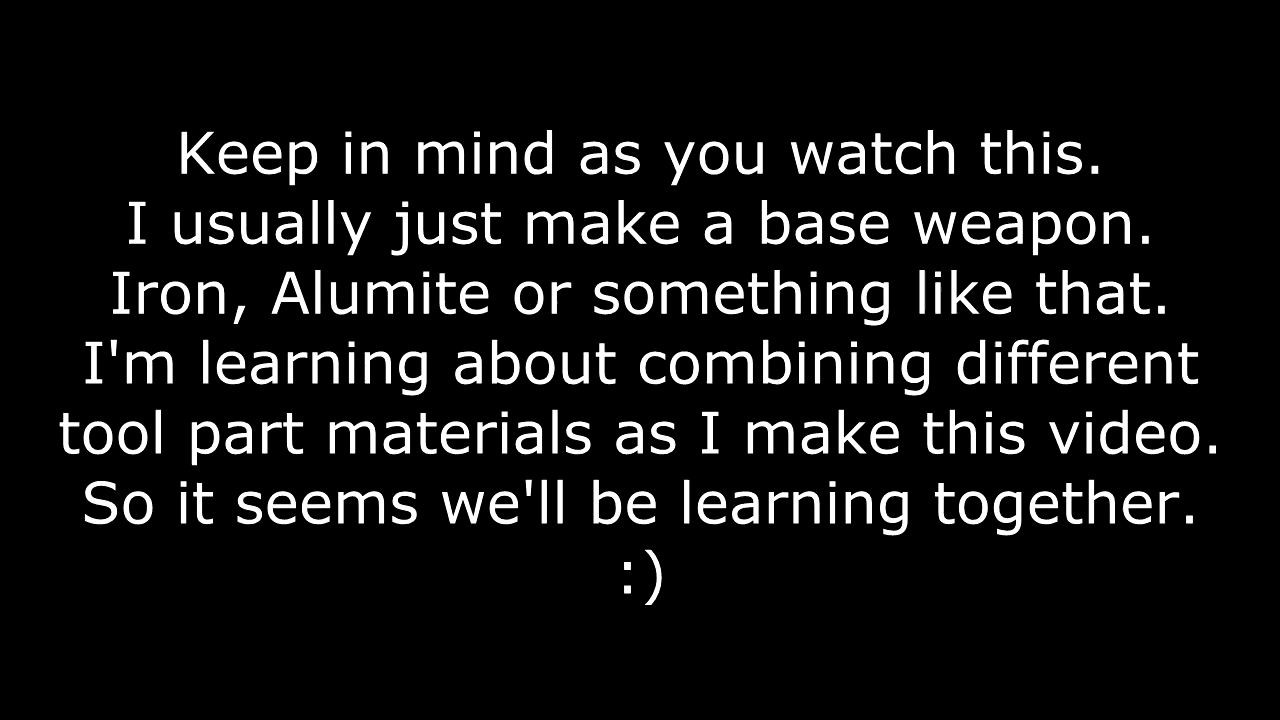 Keep in mind as you watch this.
I usually just make a base weapon.
Iron, Alumite or something like that.
I'm learning about combining different
tool part materials as I make this video.
So it seems we'll be learning together.
:)